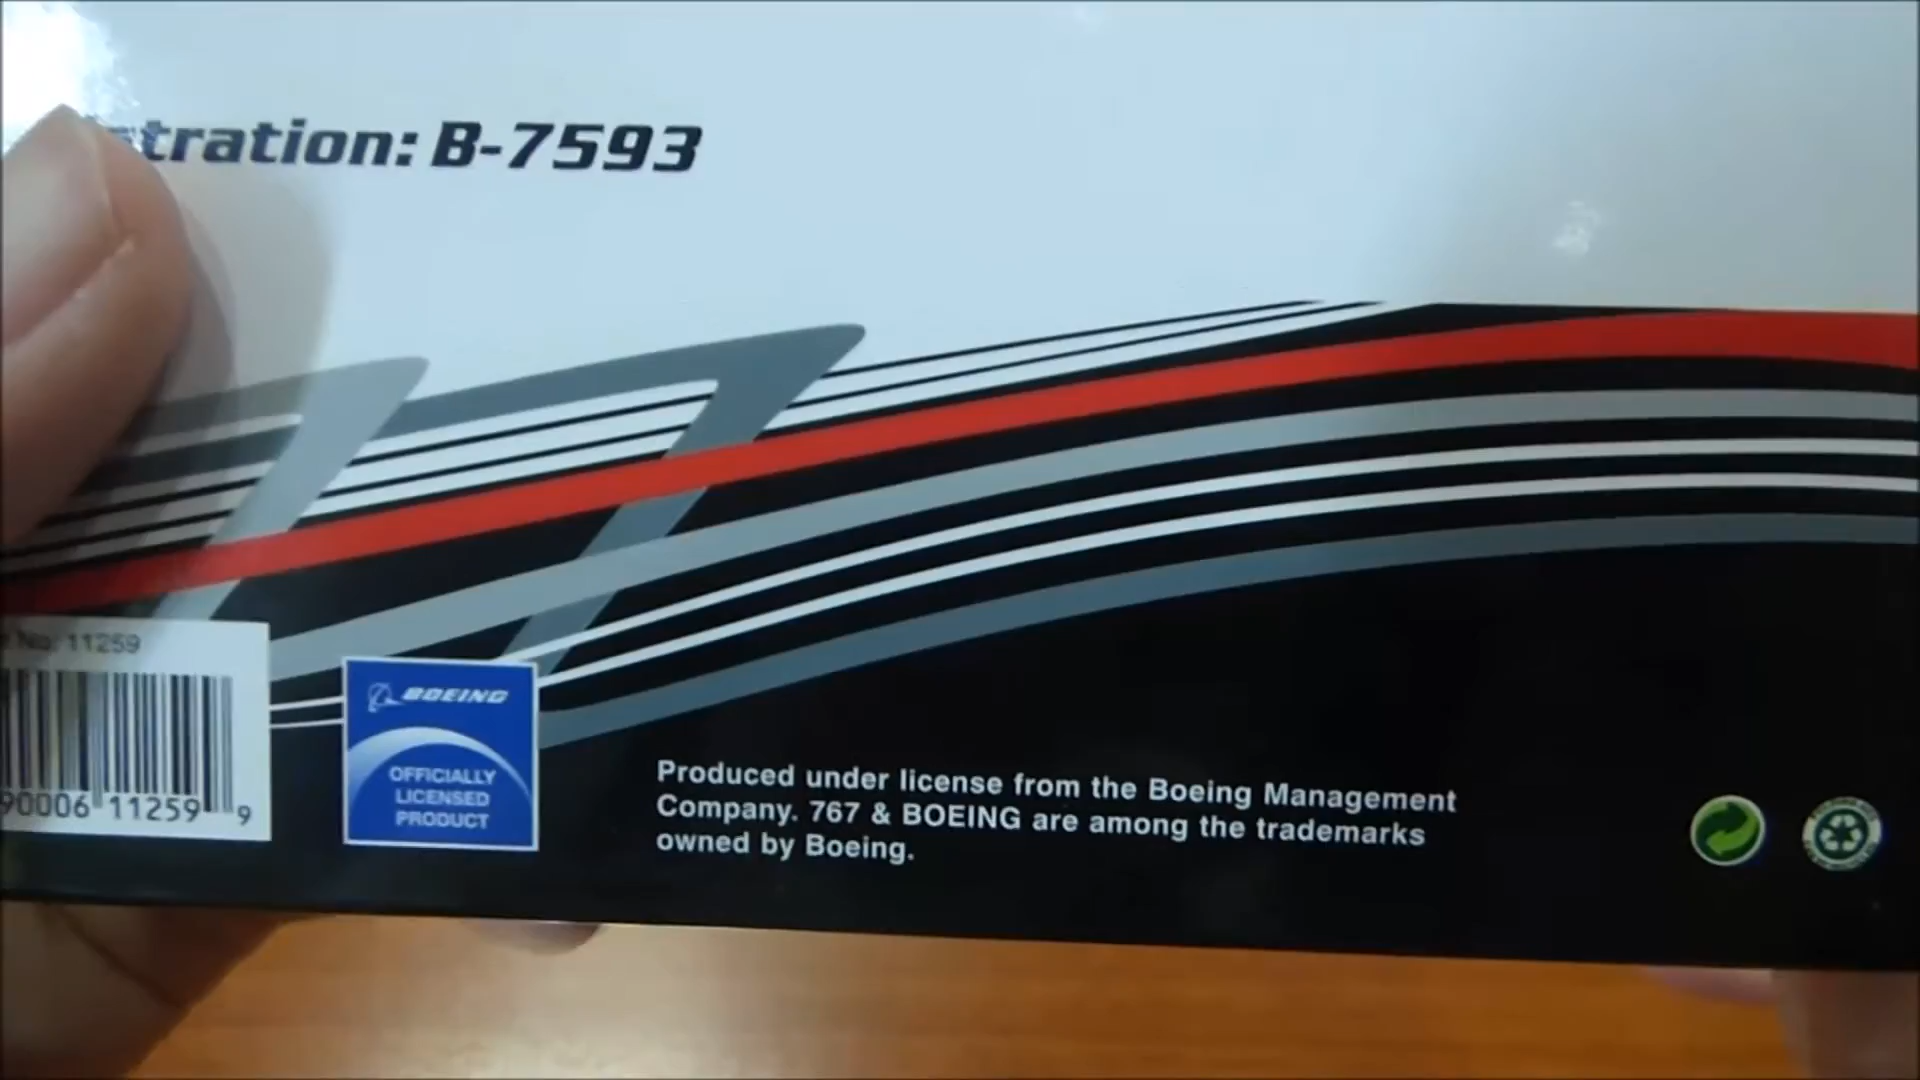 stration: B-7593
No: 11259
90006 11259 9
BOEING
OFFICIALLY
LICENSED
PRODUCT
Produced under license from the Boeing Management
Company. 767 & BOEING are among the trademarks
owned by Boeing.